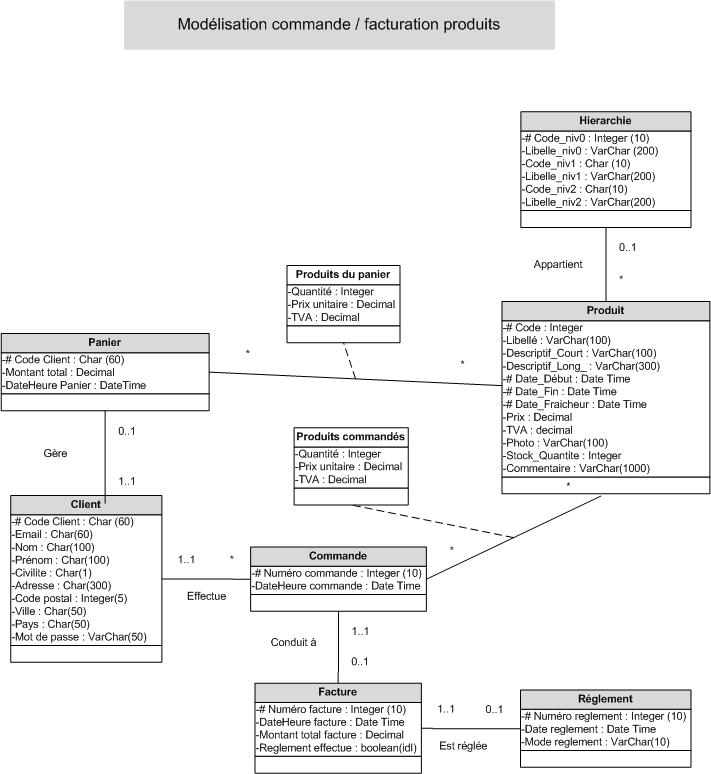 Modélisation commande / facturation produits
Hierarchie
-# Code_niv0 : Integer (10)
-Libelle_niv0 : VarChar (200)
-Code_niv1 : Char (10)
-Libelle_niv1 : VarChar(200)
-Code_niv2 : Char(10)
-Libelle_niv2 : VarChar(200)
0..1
Appartient
*
Produits du panier
-Quantité : Integer
-Prix unitaire : Decimal
-TVA : Decimal
Produit
-# Code : Integer
-Libellé : VarChar(100)
-Descriptif_Court : VarChar(100)
-Descriptif_Long_ : VarChar(300)
-# Date_Début : Date Time
-# Date_Fin : Date Time
-# Date_Fraicheur : Date Time
-Prix : Decimal
-TVA : decimal
-Photo : VarChar(100)
-Stock_Quantite : Integer
-Commentaire : VarChar(1000)
*
Panier
-# Code Client : Char (60)
-Montant total : Decimal
-DateHeure Panier : DateTime
*
*
0..1
Gère
1..1
Produits commandés
-Quantité : Integer
-Prix unitaire : Decimal
-TVA : Decimal
Client
-# Code Client : Char (60)
-Email : Char(60)
-Nom : Char(100)
-Prénom : Char(100)
-Civilite : Char(1)
-Adresse : Char(300)
-Code postal : Integer(5)
-Ville : Char(50)
-Pays : Char(50)
-Mot de passe : VarChar(50)
1..1
*
Effectue
*
Commande
-# Numéro commande : Integer (10)
-DateHeure commande : Date Time
1..1
Conduit à
0..1
Facture
-# Numéro facture : Integer (10)
-DateHeure facture : Date Time
-Montant total facture : Decimal
-Reglement effectue : boolean(idl)
1..1
0..1
Est réglée
Réglement
-# Numéro reglement : Integer (10)
-Date reglement : Date Time
-Mode reglement : VarChar(10)